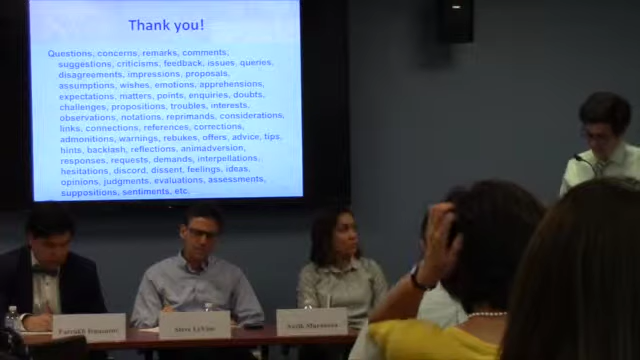 Thank you!
Questions, concerns, remarks, comments,
suggestions, criticisms, feedback, issues, queries,
disagreements, impressions, proposals,
assumptions, wishes, emotions, apprehensions,
expectations, matters, points, enquiries, doubts,
challenges, propositions, troubles, interests,
observations, notations, reprimands, considerations,
links, connections, references, corrections,
admonitions, warnings, rebukes, offers, advice, tips,
hints, backlash, reflections, animadversion,
responses, requests, demands, interpellations,
hesitations, discord, dissent, feelings, ideas,
opinions, judgments, evaluations, assessments,
suppositions, sentiments, etc.
Steve LeVine